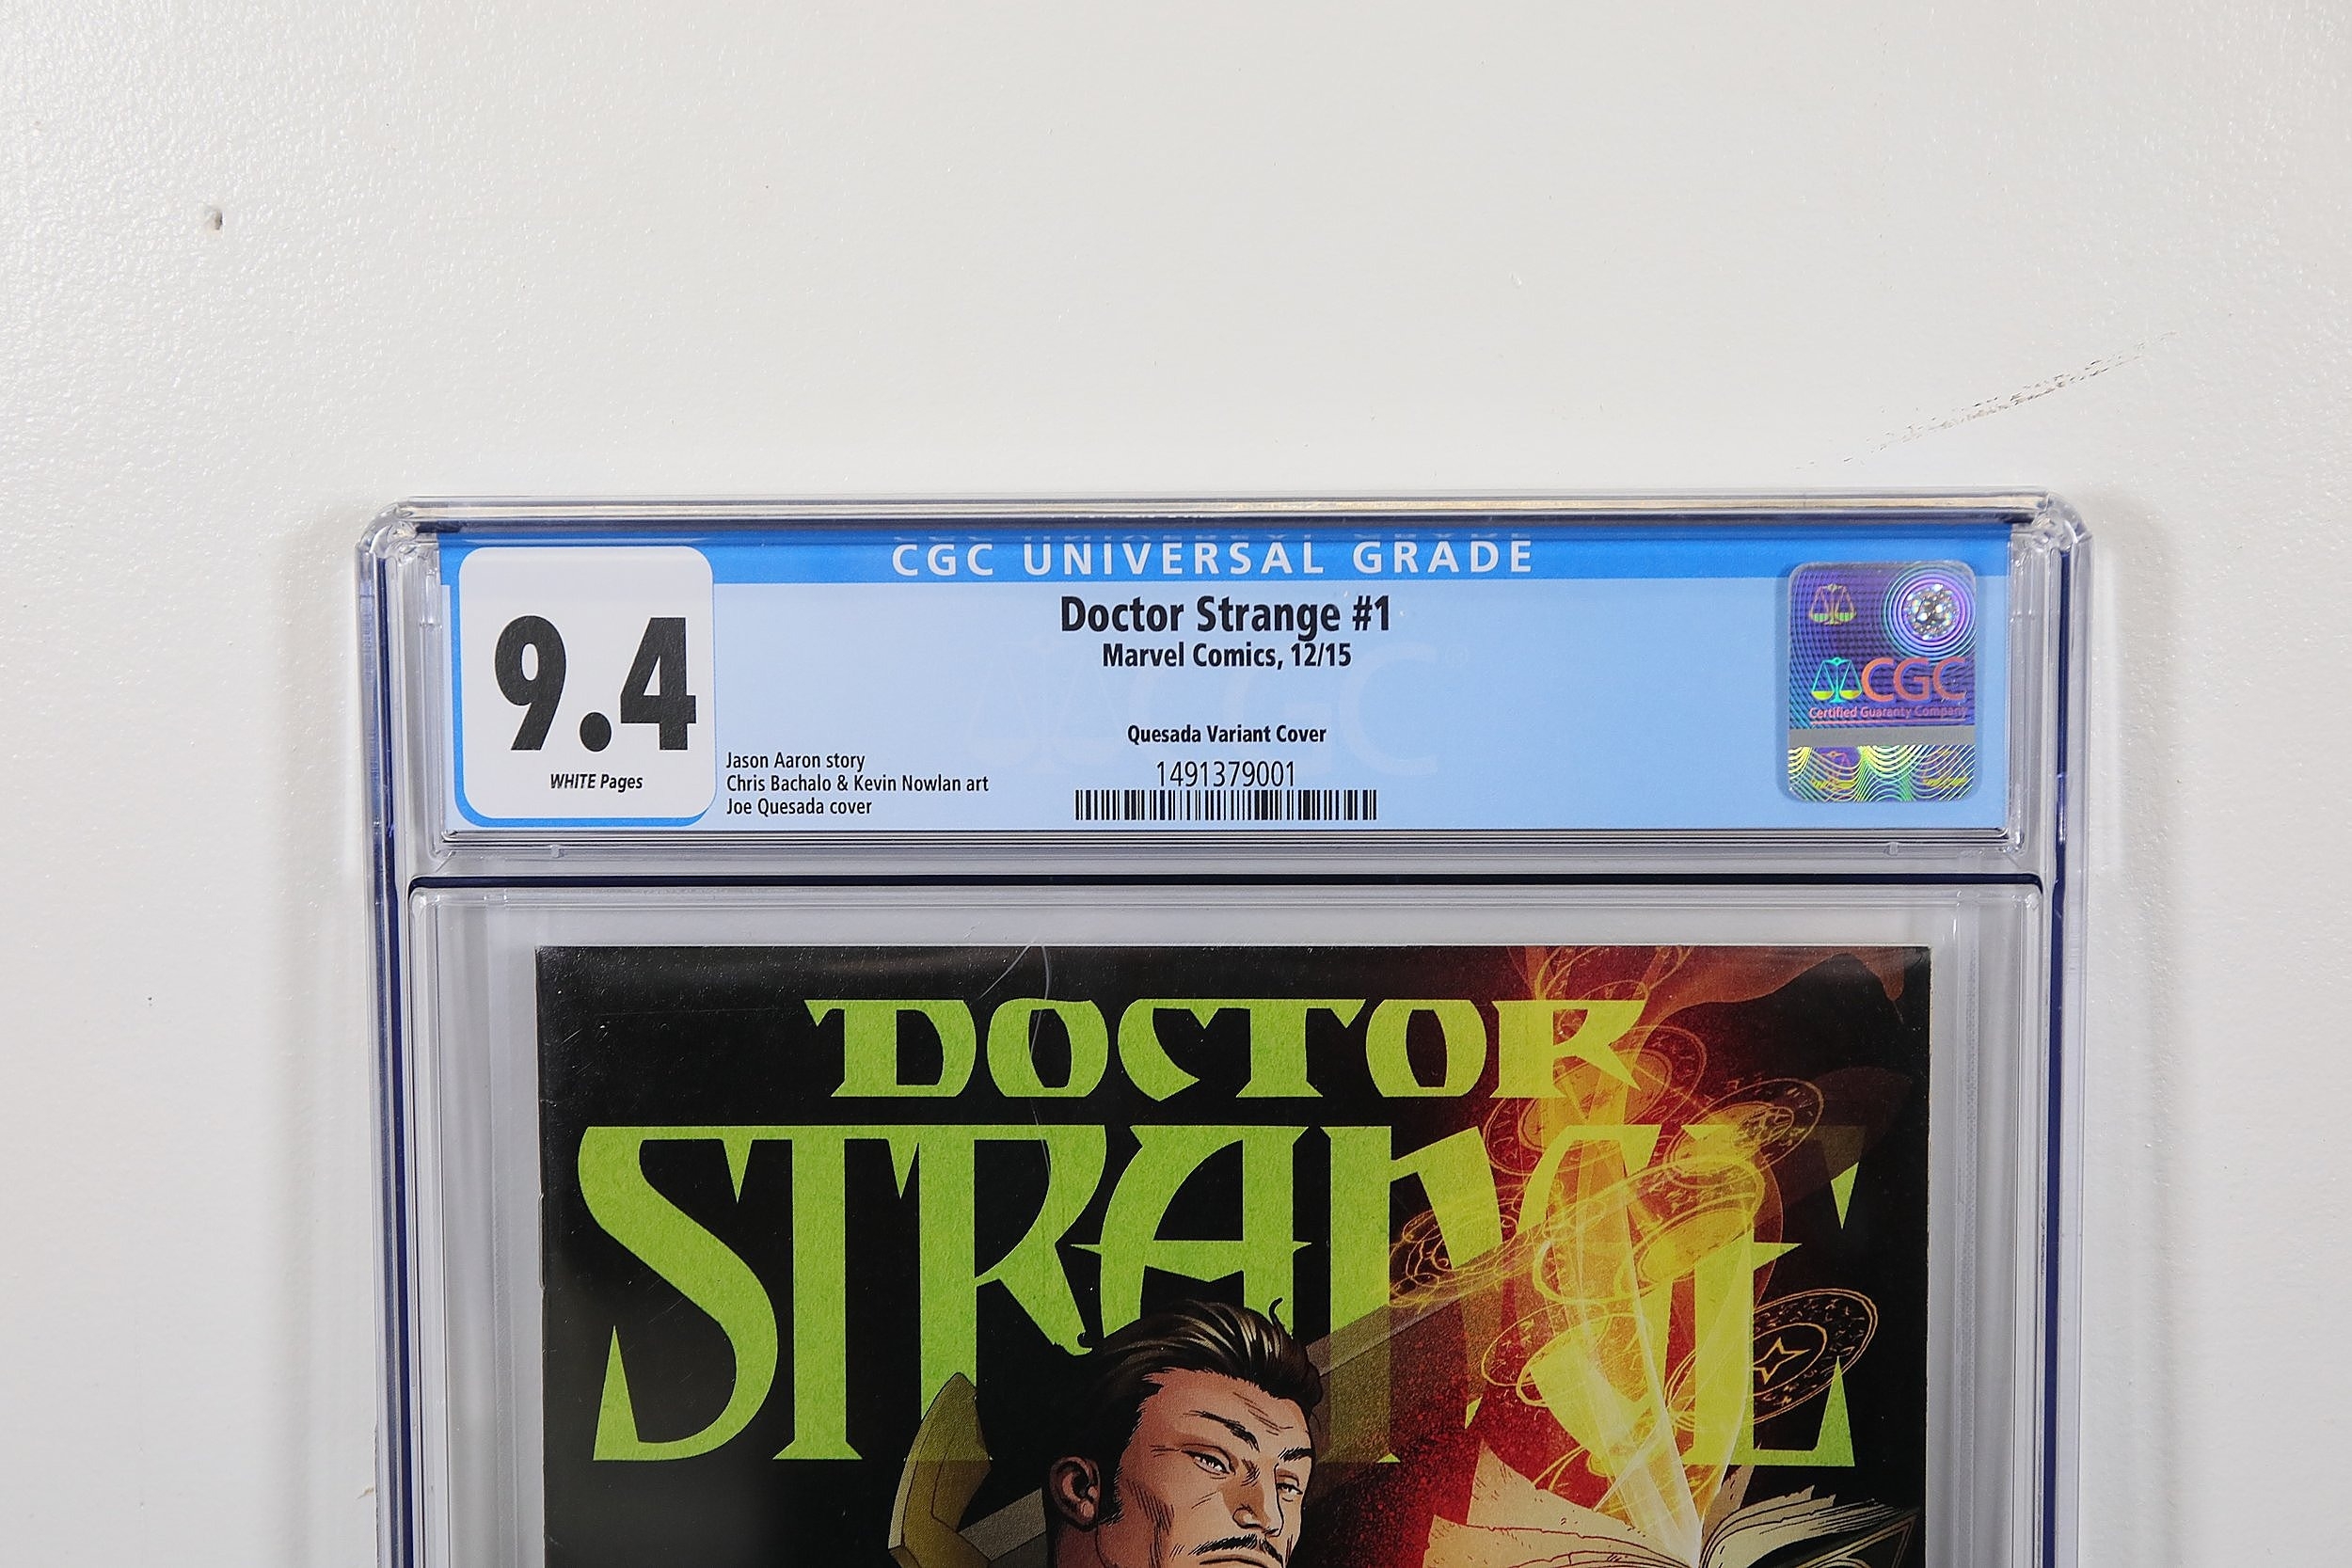 CGC UNIVERSAL GRADE
9.4
WHITE Pages
Doctor Strange #1
Marvel Comics, 12/15
Quesada Variant Cover
Jason Aaron story
Chris Bachalo & Kevin Nowlan art
Joe Quesada cover
1491379001
CGC
Certified Guaranty Company
CGC
DOCTOR
STRANGE